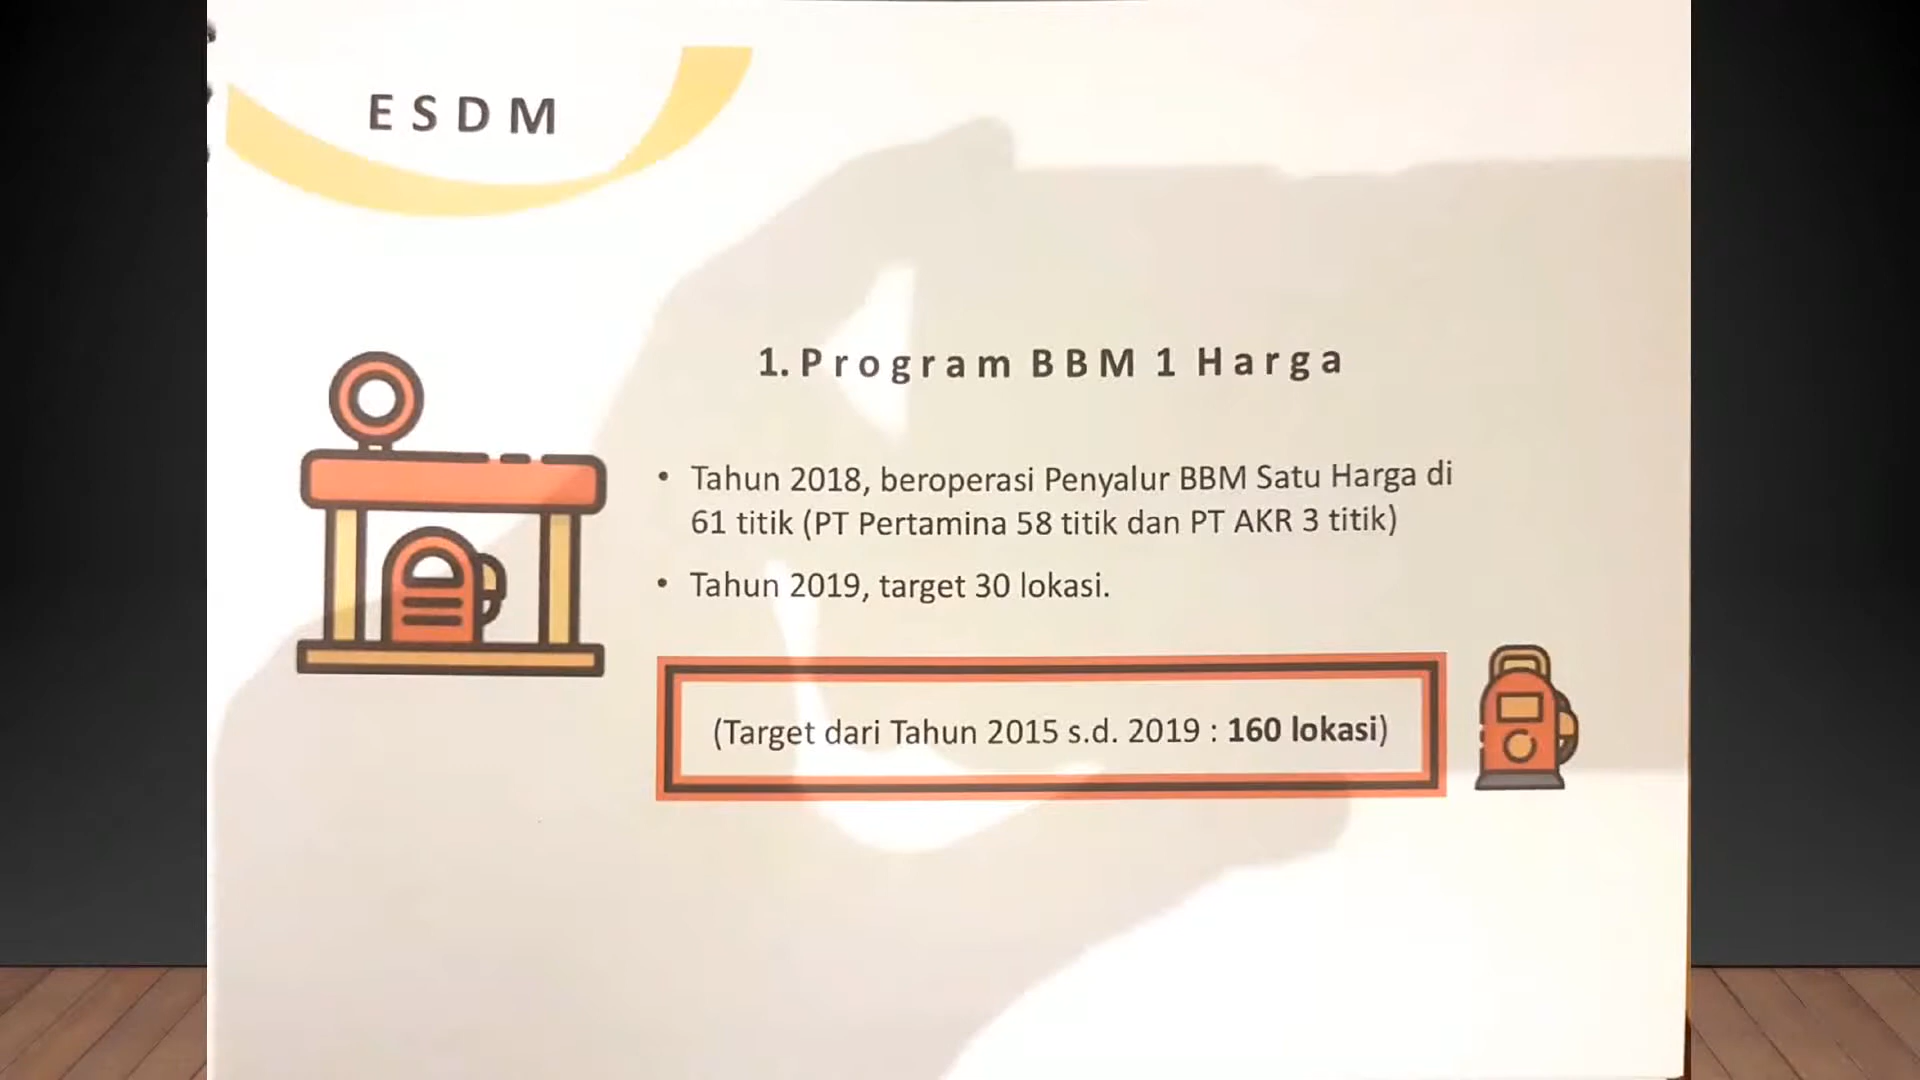 ESDM
1. Program BBM 1 Harga
• Tahun 2018, beroperasi Penyalur BBM Satu Harga di
61 titik (PT Pertamina 58 titik dan PT AKR 3 titik)
• Tahun 2019, target 30 lokasi.
(Target dari Tahun 2015 s.d. 2019 : 160 lokasi)